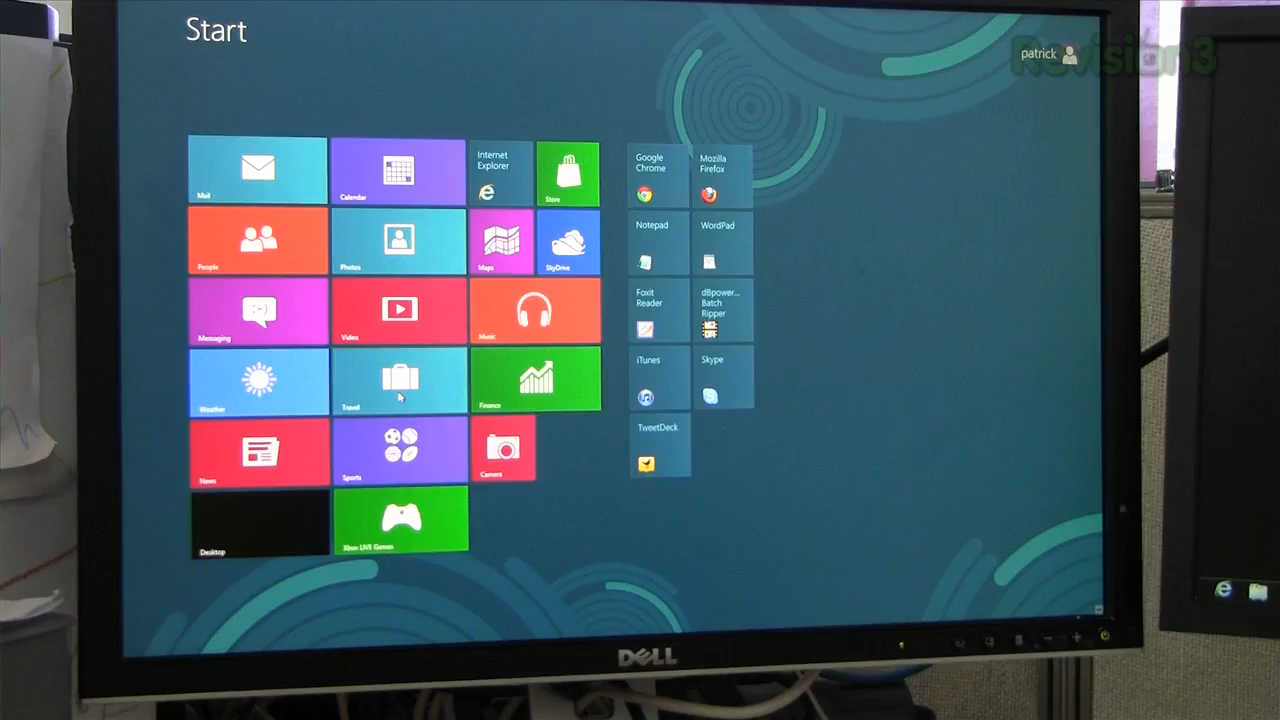 Start
patrick
Revision3
Mail
Calendar
Internet
Explorer
Store
Google
Chrome
Mozilla
Firefox
People
Photos
Maps
SkyDrive
Notepad
WordPad
Messaging
Video
Music
Foxit
Reader
dBpower...
Batch
Ripper
Weather
Travel
Finance
iTunes
Skype
News
Sports
Camera
TweetDeck
Desktop
Xbox LIVE Games
DELL